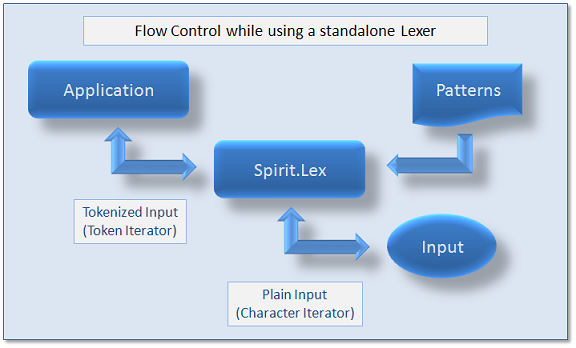 Flow Control while using a standalone Lexer
Application
Patterns
Spirit.Lex
Tokenized Input
(Token Iterator)
Input
Plain Input
(Character Iterator)